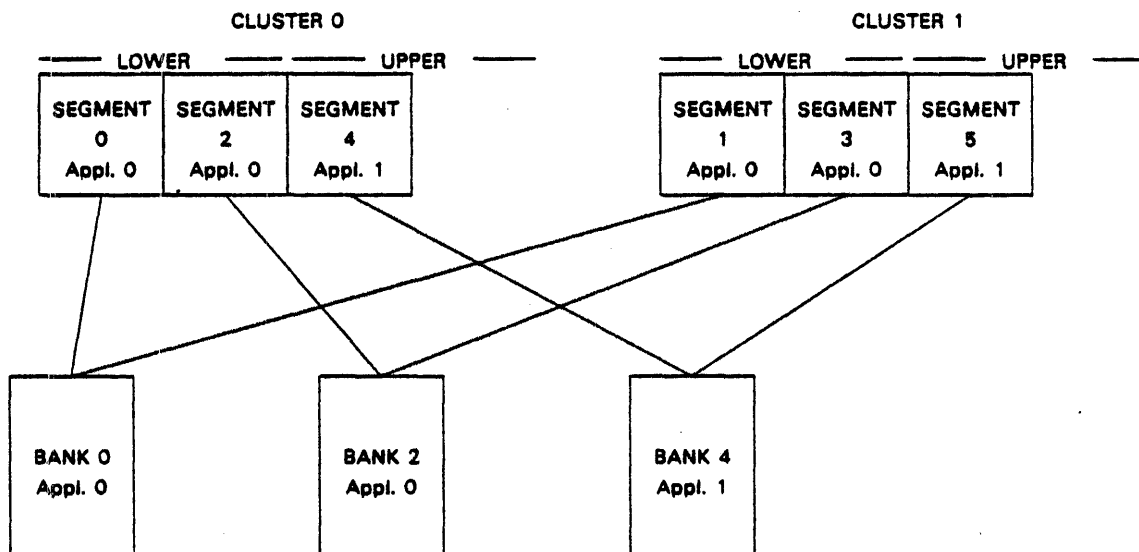 CLUSTER 0
CLUSTER 1
LOWER
UPPER
LOWER
UPPER
SEGMENT
0
Appl. 0
SEGMENT
2
Appl. 0
SEGMENT
4
Appl. 1
SEGMENT
1
Appl. 0
SEGMENT
3
Appl. 0
SEGMENT
5
Appl. 1
BANK 0
Appl. 0
BANK 2
Appl. 0
BANK 4
Appl. 1